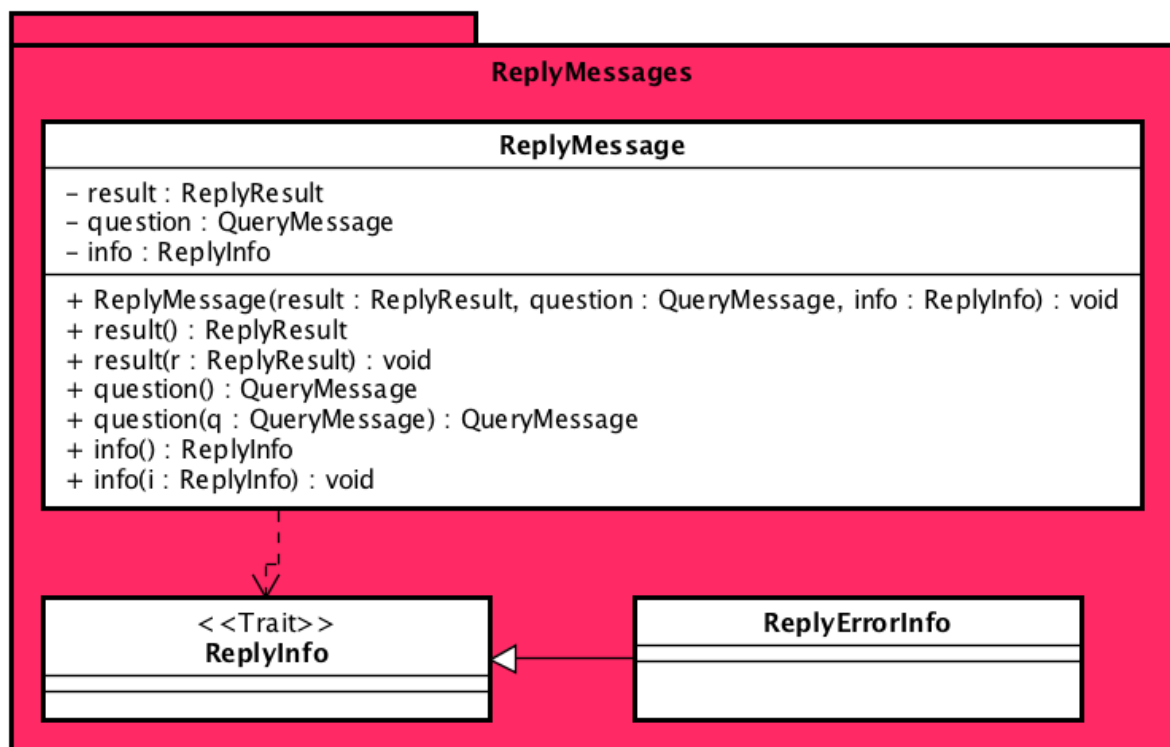 ReplyMessages
ReplyMessage
– result : ReplyResult
– question : QueryMessage
– info : ReplyInfo
+ ReplyMessage(result : ReplyResult, question : QueryMessage, info : ReplyInfo) : void
+ result() : ReplyResult
+ result(r : ReplyResult) : void
+ question() : QueryMessage
+ question(q : QueryMessage) : QueryMessage
+ info() : ReplyInfo
+ info(i : ReplyInfo) : void
<<Trait>>
ReplyInfo
ReplyErrorInfo